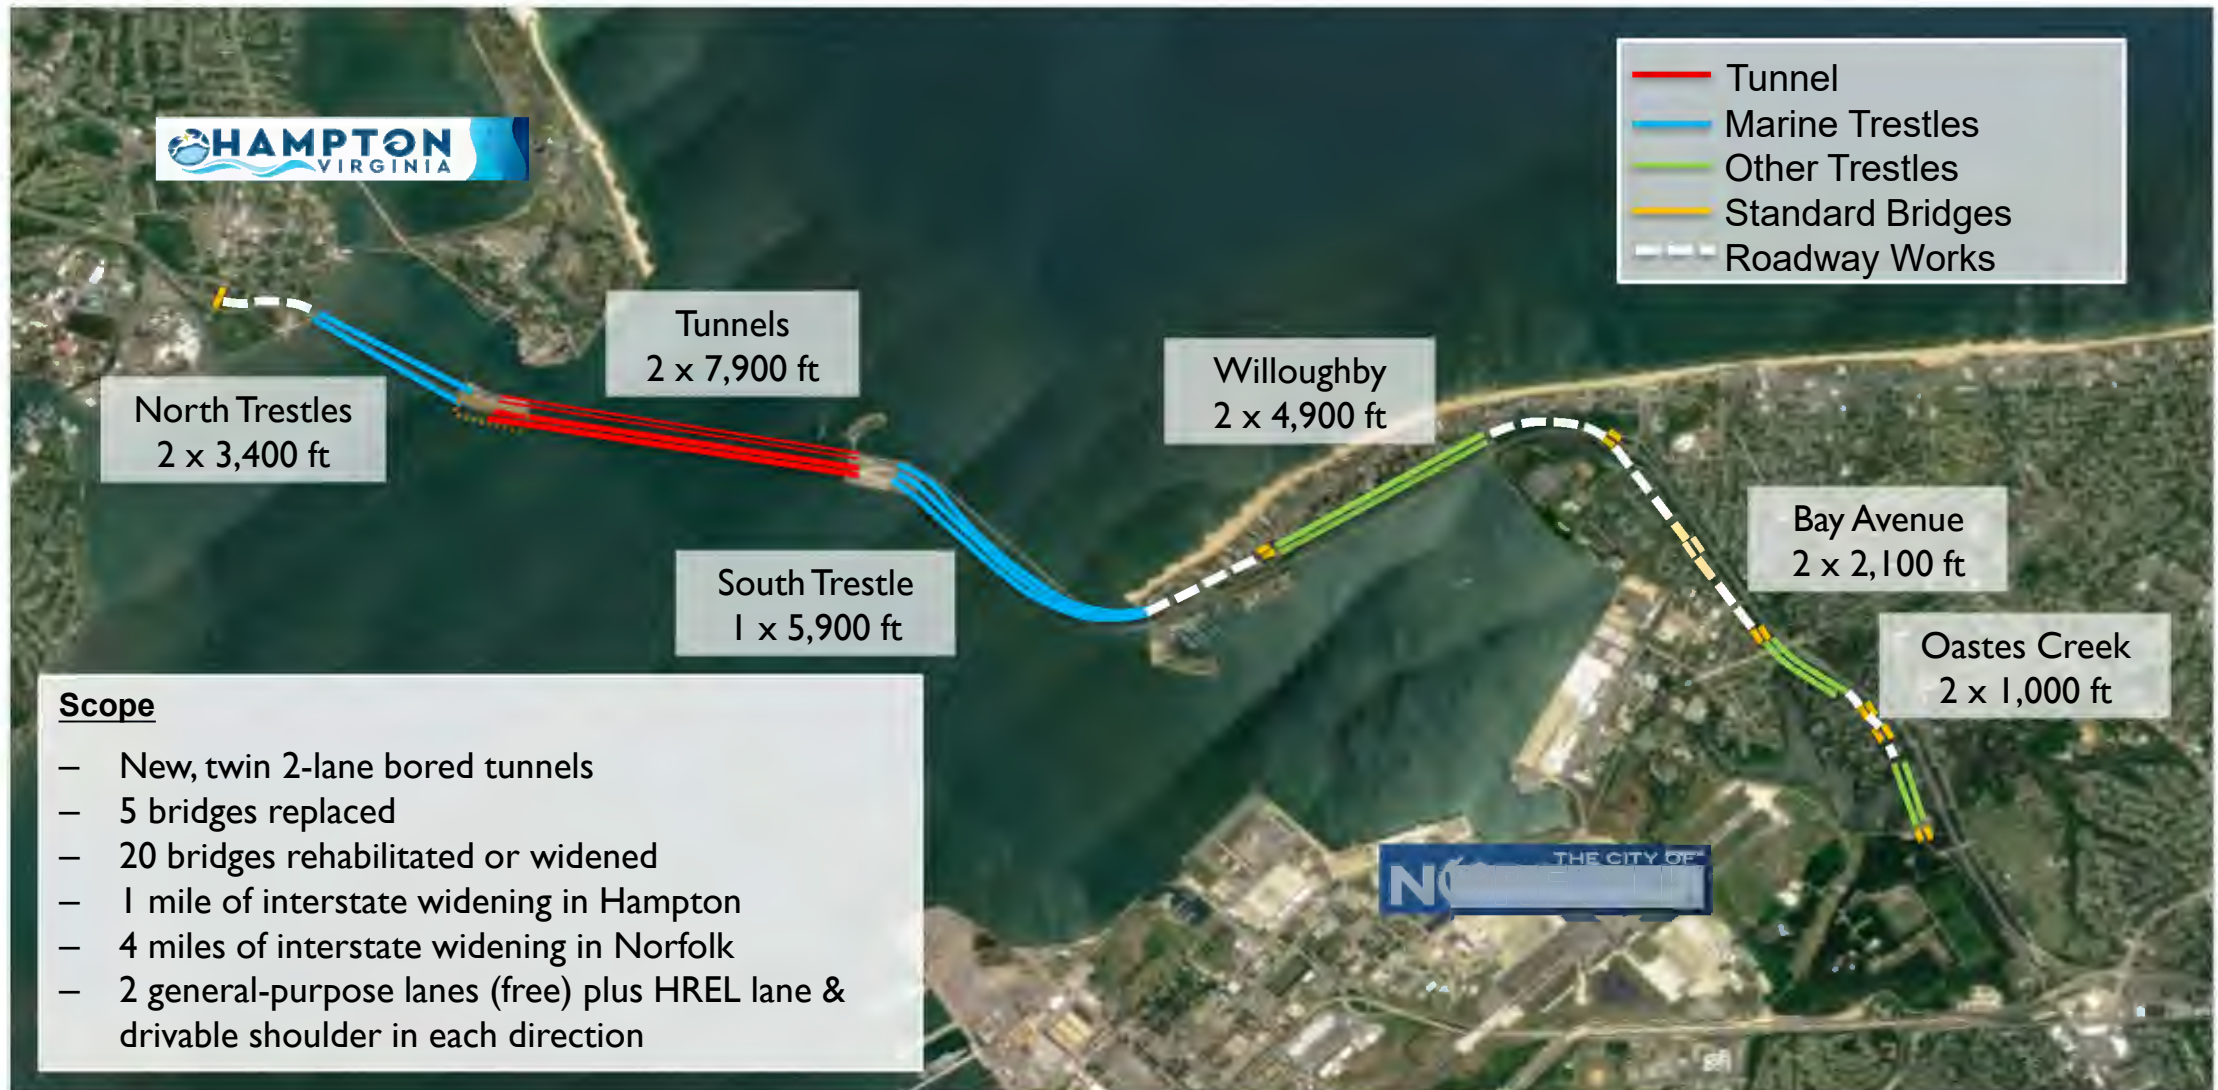 HAMPTON
VIRGINIA
Tunnel
Marine Trestles
Other Trestles
Standard Bridges
Roadway Works
Tunnels
2 x 7,900 ft
Willoughby
2 x 4,900 ft
North Trestles
2 x 3,400 ft
Bay Avenue
2 x 2,100 ft
South Trestle
1 x 5,900 ft
Oastes Creek
2 x 1,000 ft
Scope
– New, twin 2-lane bored tunnels
– 5 bridges replaced
– 20 bridges rehabilitated or widened
– 1 mile of interstate widening in Hampton
– 4 miles of interstate widening in Norfolk
– 2 general-purpose lanes (free) plus HREL lane &
drivable shoulder in each direction
THE CITY OF